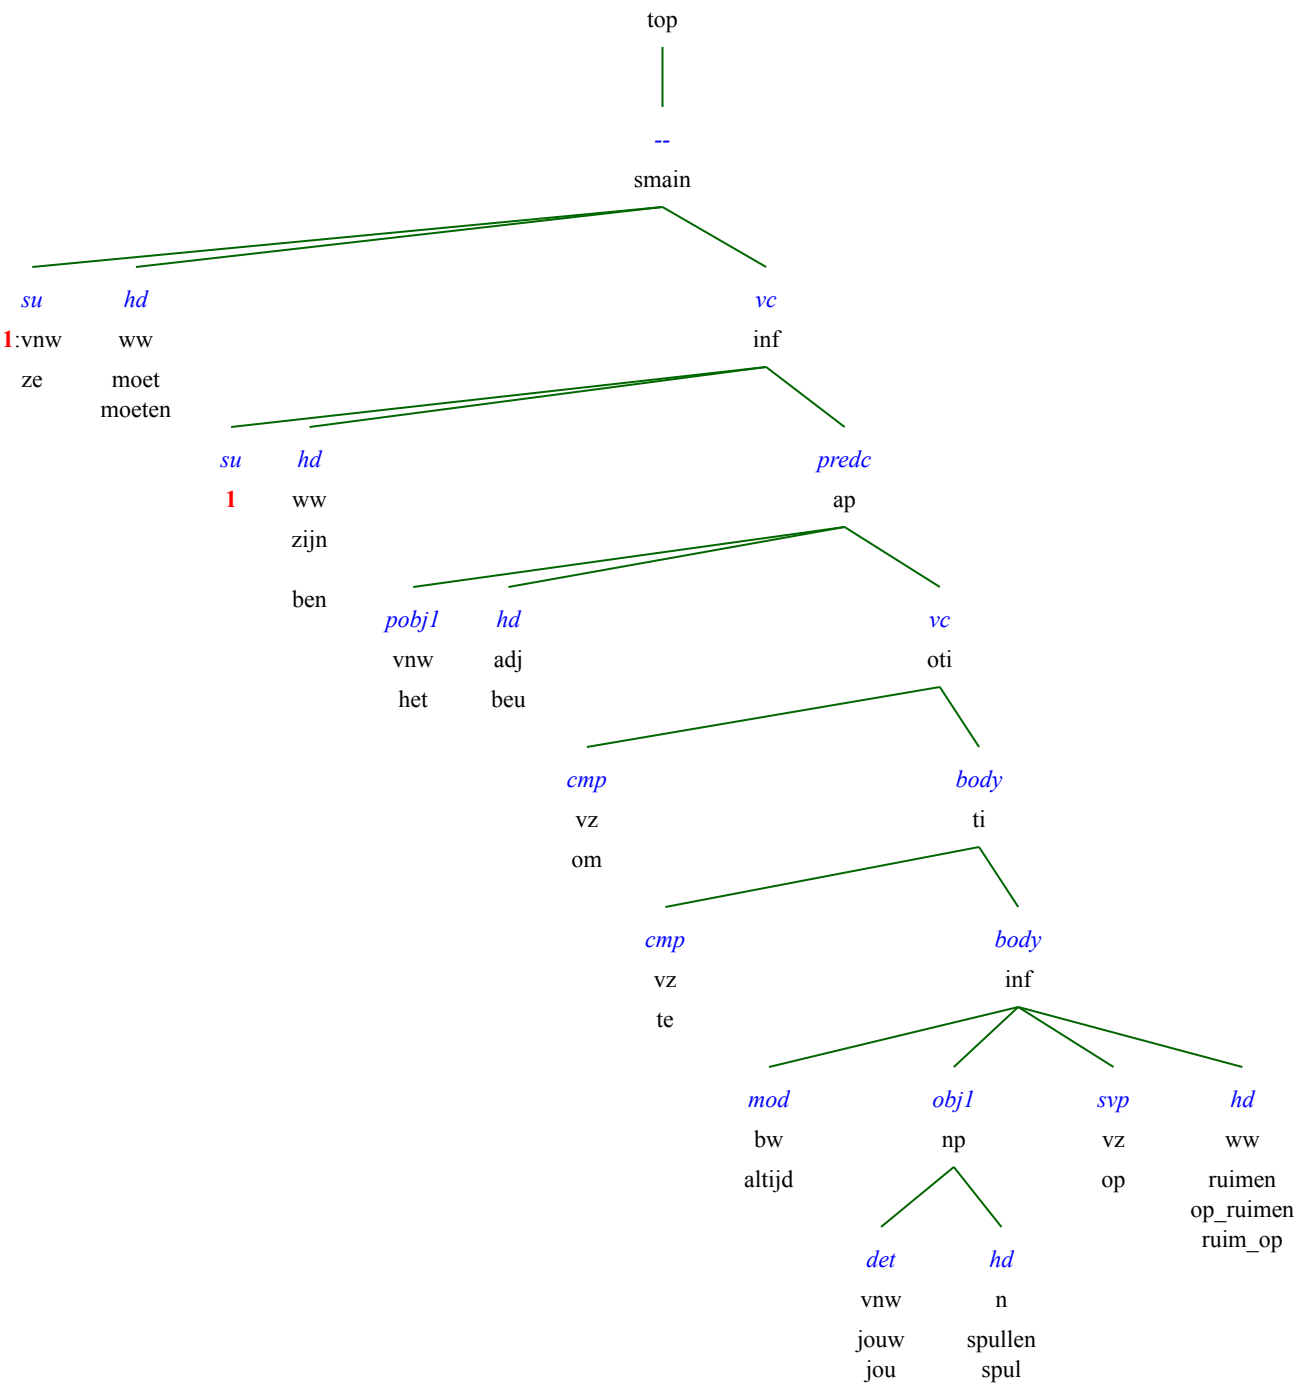 top
--
smain
su hd vc
1:vnw ww inf
ze moet
moeten
su hd predc
1 ww ap
zijn
ben
pobj1 hd vc
vnw adj oti
het beu
cmp body
vz ti
om
cmp body
vz inf
te
mod obj1 svp hd
bw np vz ww
altijd op ruimen
op_ruimen
ruim_op
det hd
vnw n
jouw spullen
jou spul